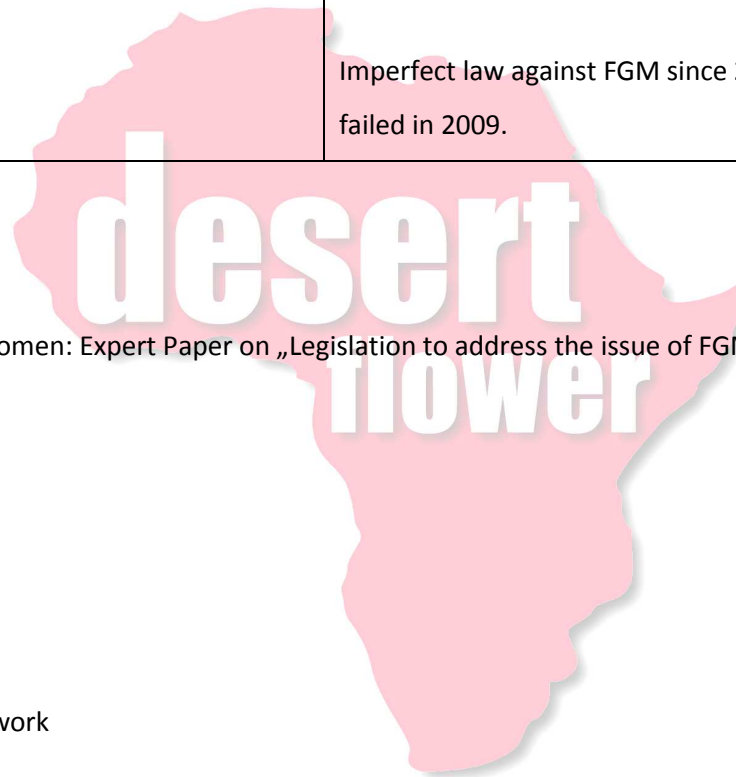 Imperfect law against FGM since
failed in 2009.
desert
omen: Expert Paper on „Legislation to address the issue of
flower
work